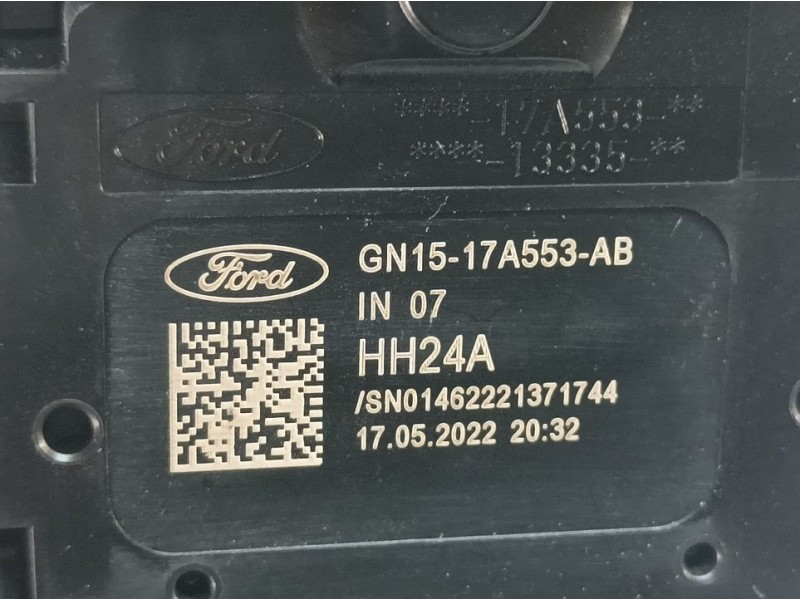 Ford
****-17A553-**
****-13335-**
Ford
GN15-17A553-AB
IN 07
HH24A
/SN01462221371744
17.05.2022 20:32